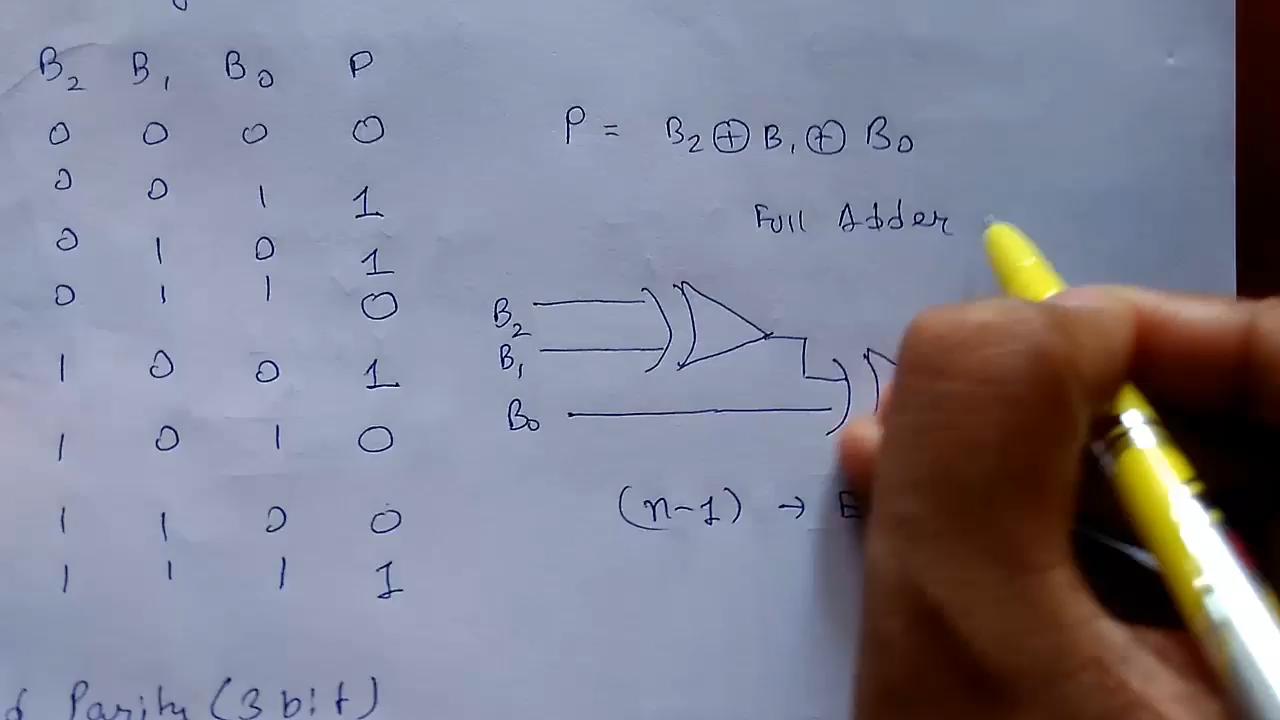 B₂ B₁ B₀ P
0 0 0 0
0 0 1 1
0 1 0 1
0 1 1 0
1 0 0 1
1 0 1 0
1 1 0 0
1 1 1 1
P = B₂ ⊕ B₁ ⊕ B₀
Full Adder
B₂
B₁
B₀
(n-1) → E
Parity (3 bit)